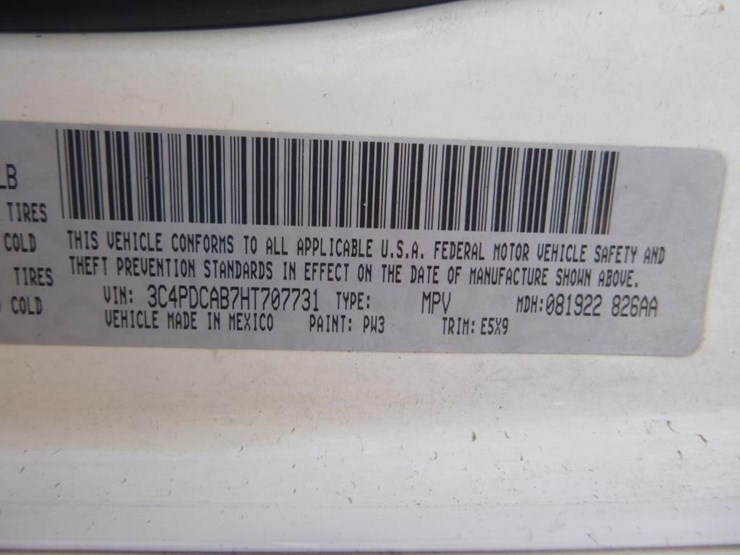 LB
TIRES
COLD
TIRES
COLD
THIS VEHICLE CONFORMS TO ALL APPLICABLE U.S.A. FEDERAL MOTOR VEHICLE SAFETY AND
THEFT PREVENTION STANDARDS IN EFFECT ON THE DATE OF MANUFACTURE SHOWN ABOVE.
VIN: 3C4PDCAB7HT707731 TYPE: MPV MDH:081922 826AA
VEHICLE MADE IN MEXICO PAINT: PW3 TRIM: E5X9